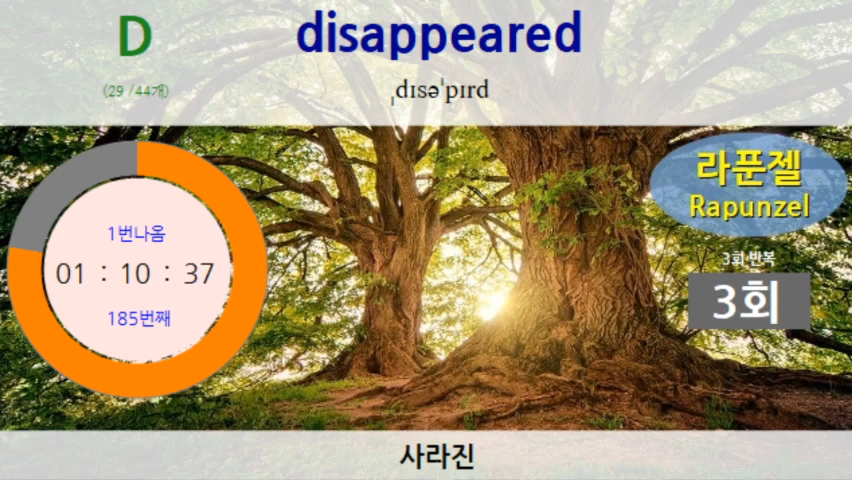 D
(29 /44개)
disappeared
ˌdɪsəˈpɪrd
1번나옴
01 : 10 : 37
185번째
라푼젤
Rapunzel
3회 반복
3회
사라진